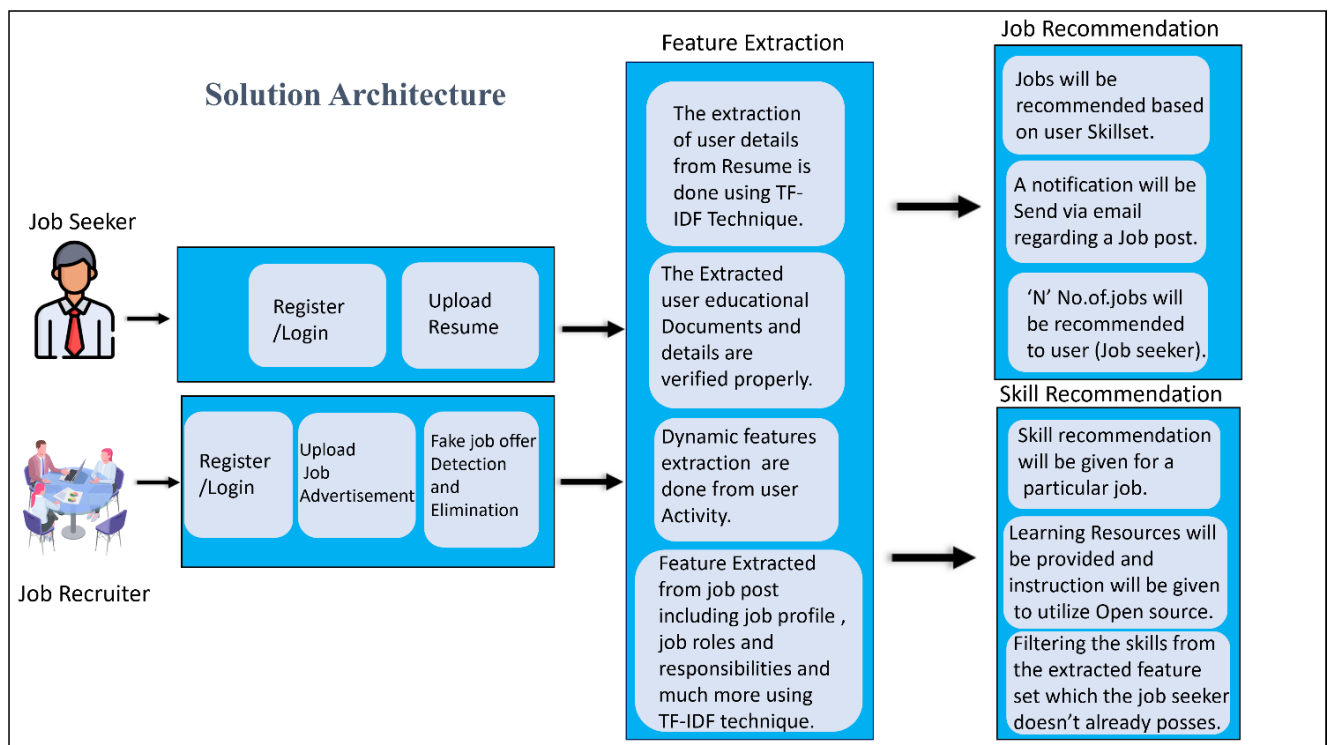 Solution Architecture
Job Seeker
Register
/Login
Upload
Resume
Job Recruiter
Register
/Login
Upload
Job
Advertisement
Fake job offer
Detection
and
Elimination
Feature Extraction
The extraction
of user details
from Resume is
done using TF-
IDF Technique.
The Extracted
user educational
Documents and
details are
verified properly.
Dynamic features
extraction are
done from user
Activity.
Feature Extracted
from job post
including job profile ,
job roles and
responsibilities and
much more using
TF-IDF technique.
Job Recommendation
Jobs will be
recommended based
on user Skillset.
A notification will be
Send via email
regarding a Job post.
‘N’ No.of.jobs will
be recommended
to user (Job seeker).
Skill Recommendation
Skill recommendation
will be given for a
particular job.
Learning Resources will
be provided and
instruction will be given
to utilize Open source.
Filtering the skills from
the extracted feature
set which the job seeker
doesn’t already posses.